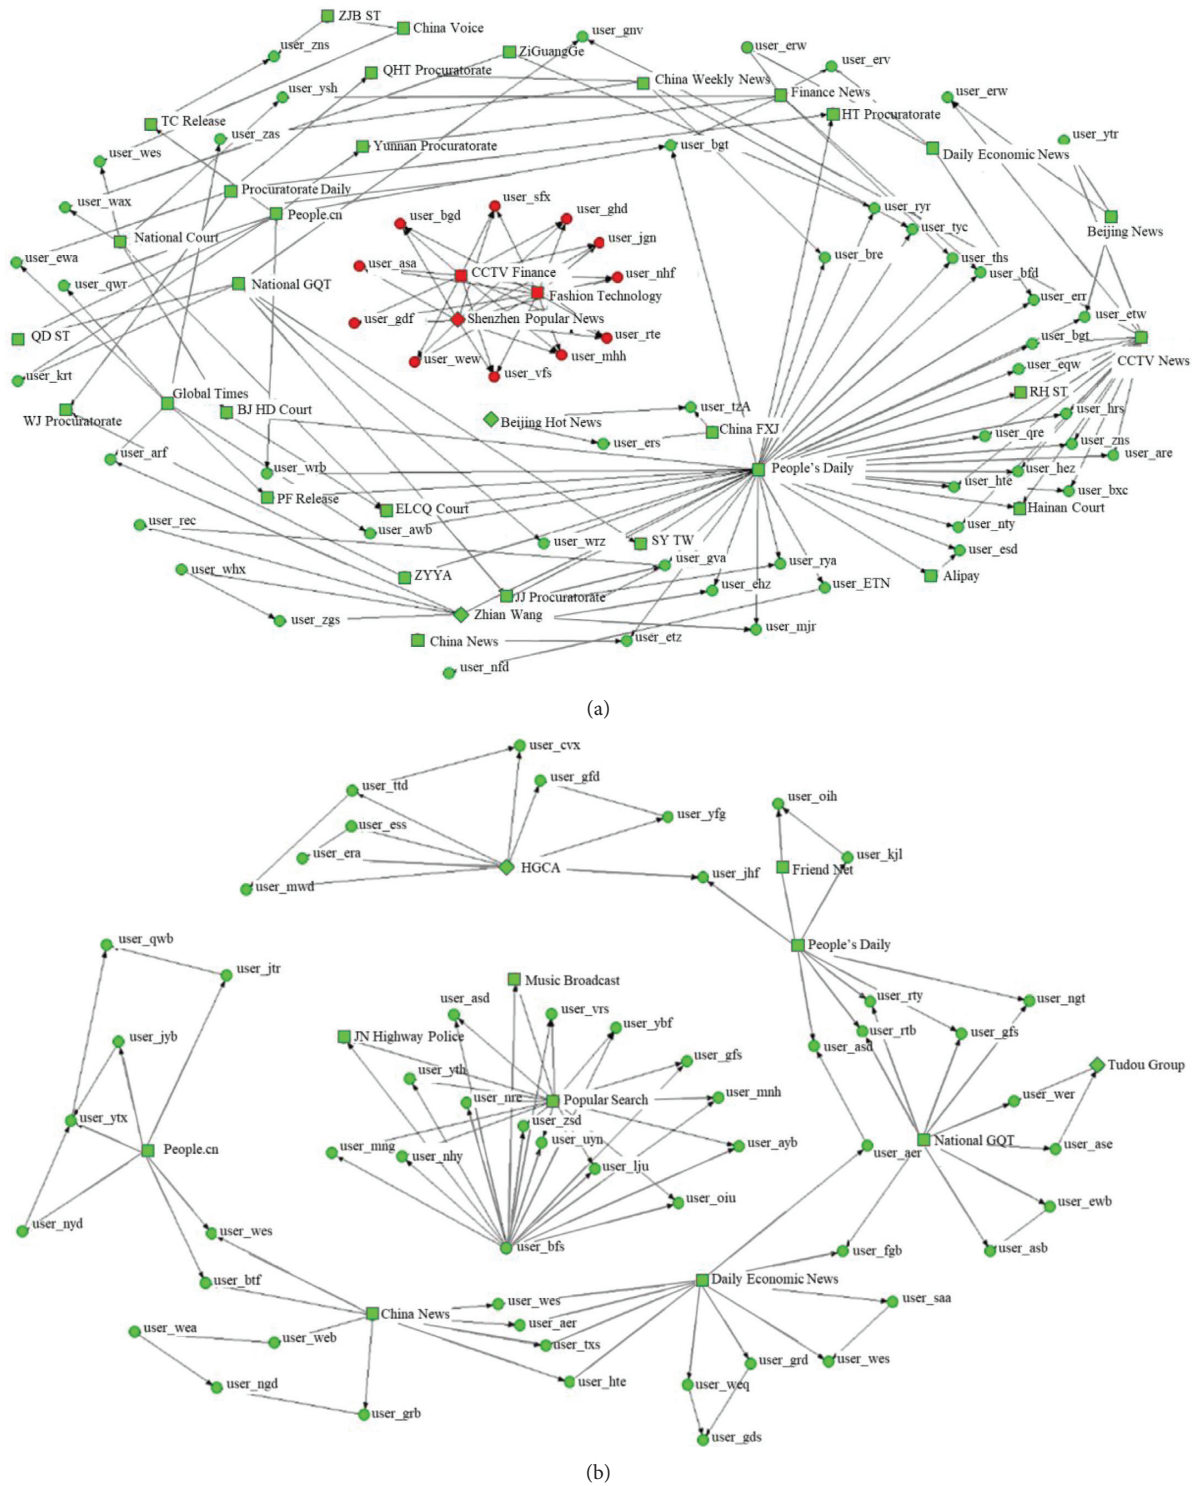 ZJB ST
China Voice
user_zns
ZiGuangGe
user_gnv
user_erw
user_erv
QHT Procuratorate
China Weekly News
Finance News
user_erw
user_ysh
HT Procuratorate
TC Release
user_zas
Yunnan Procuratorate
user_bgt
user_ytr
user_wes
Daily Economic News
Procuratorate Daily
user_wax
People.cn
user_sfx
user_bgd
user_ghd
user_ryr
user_tyc
Beijing News
National Court
user_jgn
user_ewa
user_asa
CCTV Finance
user_nhf
user_bre
user_ths
user_bfd
user_qwr
National GQT
Fashion Technology
user_err
user_gdf
Shenzhen Popular News
user_etw
QD ST
user_rte
user_bgt
user_wew
user_mhh
CCTV News
user_krt
user_vfs
user_eqw
Global Times
RH ST
WJ Procuratorate
BJ HD Court
Beijing Hot News
user_tzA
China FXJ
user_hrs
user_ers
user_qre
user_zns
user_arf
user_wrb
People's Daily
user_hez
user_are
user_hte
user_bxc
PF Release
ELCQ Court
Hainan Court
user_rec
user_awb
user_wrz
SY TW
user_nty
user_gva
user_rya
user_esd
user_whx
ZYYA
JJ Procuratorate
user_ehz
user_ETN
Alipay
user_zgs
Zhian Wang
China News
user_etz
user_mjr
user_nfd
(a)
user_cvx
user_ttd
user_gfd
user_oih
user_ess
user_yfg
user_era
HGCA
user_kjl
Friend Net
user_mwd
user_jhf
user_qwb
People's Daily
user_jtr
Music Broadcast
user_asd
user_vrs
user_rty
user_ngt
user_jyb
JN Highway Police
user_ybf
user_rtb
user_gfs
user_asd
user_yth
user_gfs
Tudou Group
user_nre
Popular Search
user_mnh
user_wer
user_ytx
user_zsd
user_mng
user_uyn
user_ayb
National GQT
user_ase
People.cn
user_nhy
user_lju
user_aer
user_oiu
user_ewb
user_nyd
user_wes
user_bfs
user_fgb
user_asb
user_btf
Daily Economic News
user_wes
user_saa
China News
user_wea
user_web
user_aer
user_txs
user_grd
user_wes
user_ngd
user_hte
user_weq
user_grb
user_gds
(b)